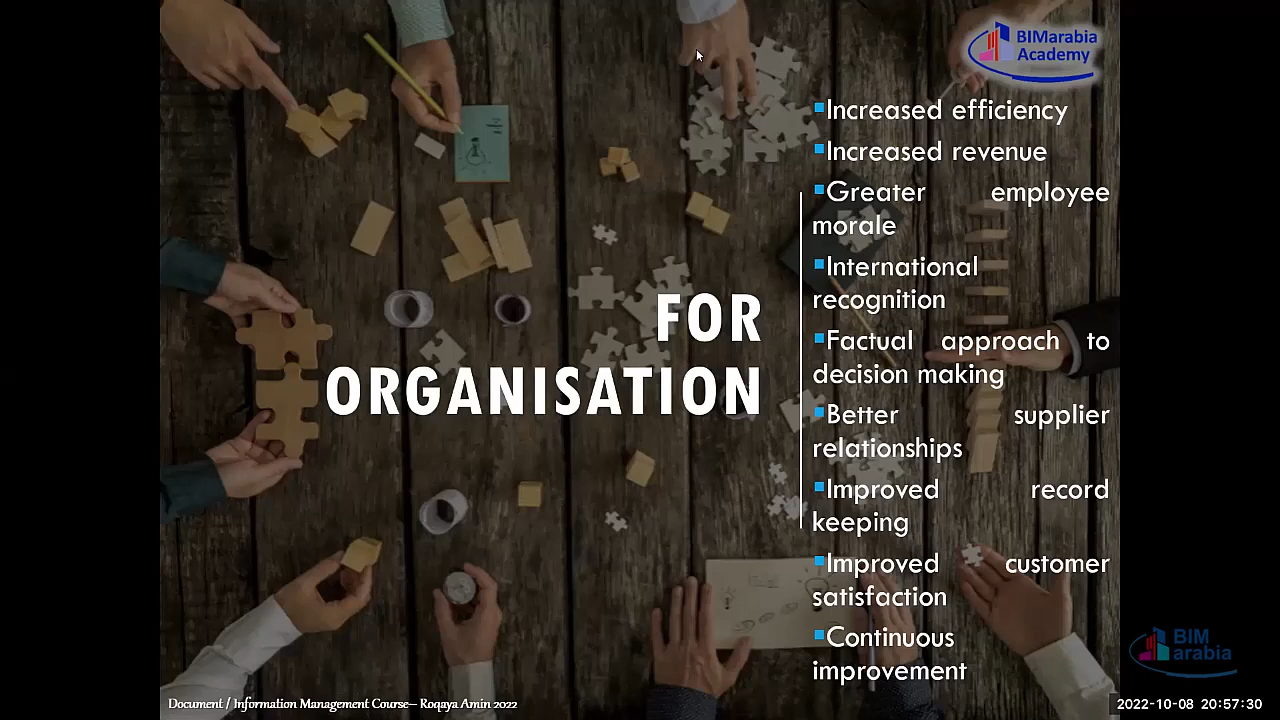 BIMarabia
Academy
FOR
ORGANISATION
Increased efficiency
Increased revenue
Greater employee
morale
International
recognition
Factual approach to
decision making
Better supplier
relationships
Improved record
keeping
Improved customer
satisfaction
Continuous
improvement
BIM
arabia
Document / Information Management Course– Roqaya Amin 2022
2022-10-08 20:57:30